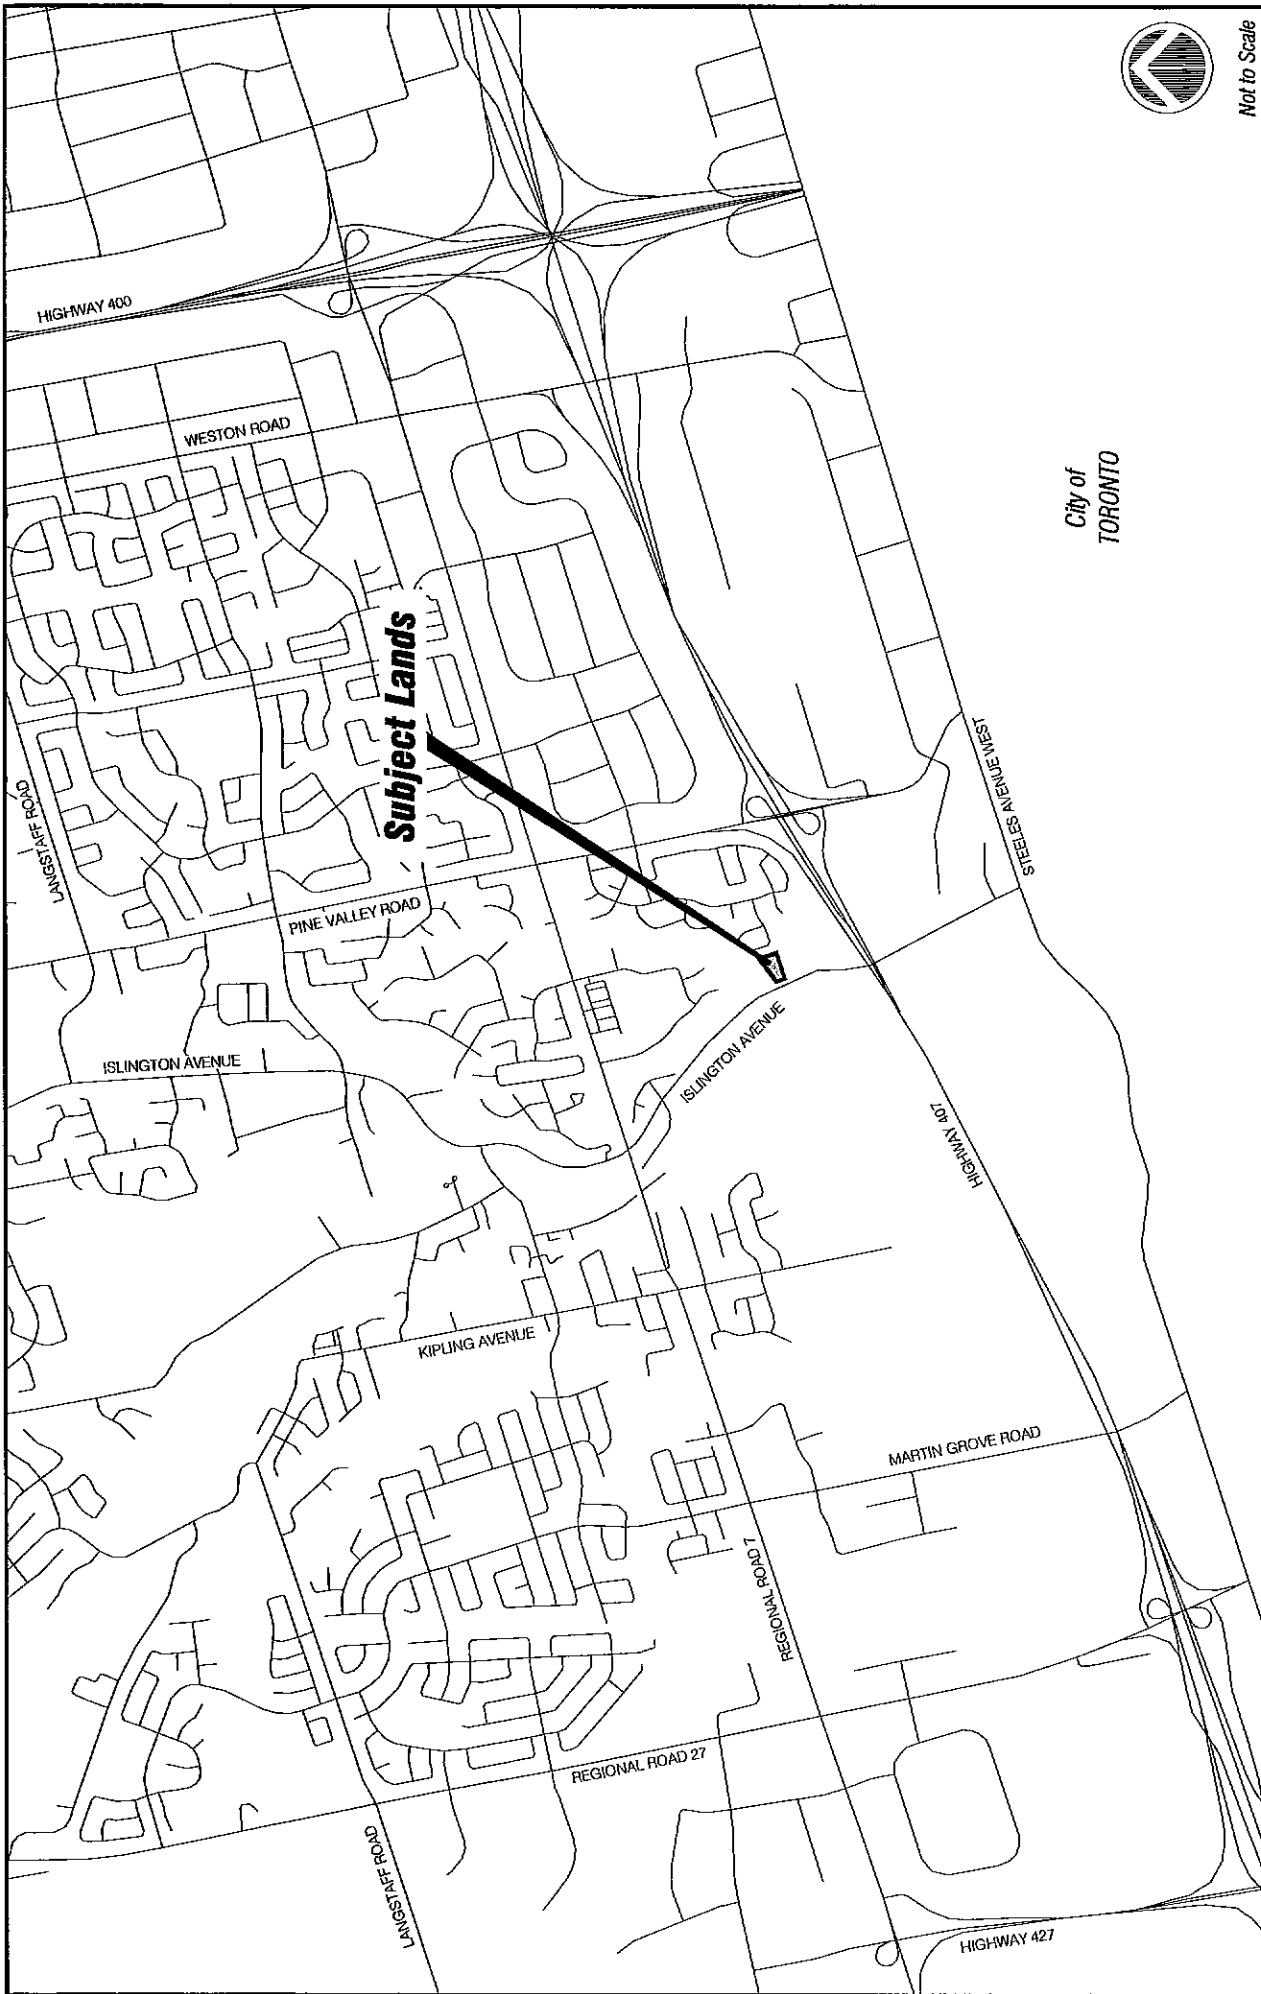 HIGHWAY 400
WESTON ROAD
City of
TORONTO
Not to Scale
Subject Lands
LANGSTAFF ROAD
PINE VALLEY ROAD
STEELES AVENUE WEST
ISLINGTON AVENUE
ISLINGTON AVENUE
HIGHWAY 407
KIPLING AVENUE
MARTIN GROVE ROAD
REGIONAL ROAD 7
REGIONAL ROAD 27
LANGSTAFF ROAD
HIGHWAY 427